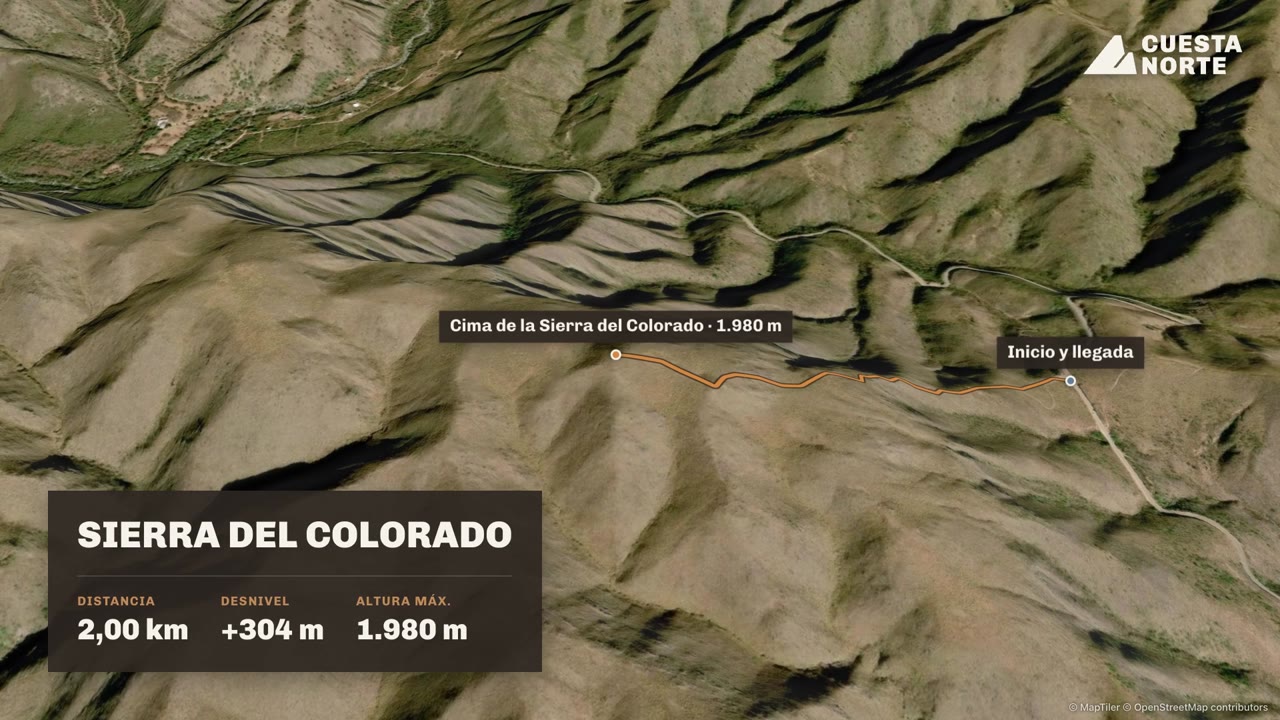 CUESTA
NORTE
Cima de la Sierra del Colorado · 1.980 m
Inicio y llegada
SIERRA DEL COLORADO
DISTANCIA DESNIVEL ALTURA MÁX.
2,00 km +304 m 1.980 m
© MapTiler © OpenStreetMap contributors